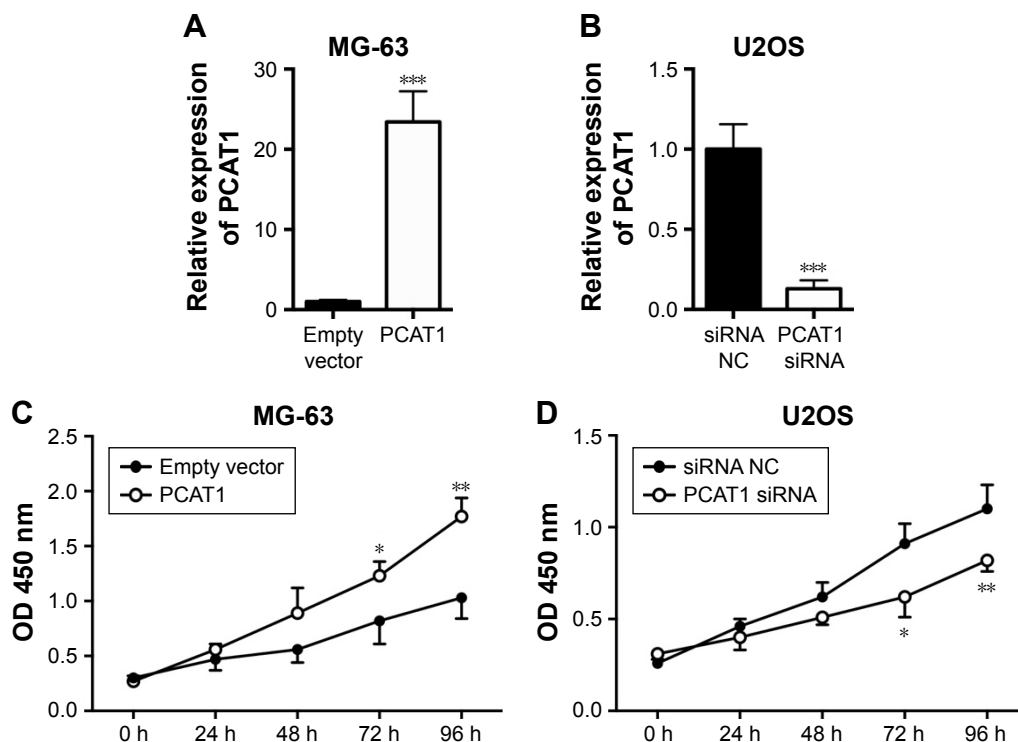 A
MG-63
Relative expression
of PCAT1
30
20
10
0
***
Empty
vector
PCAT1
B
U2OS
Relative expression
of PCAT1
1.5
1.0
0.5
0.0
***
siRNA
NC
PCAT1
siRNA
C
MG-63
OD 450 nm
2.5
2.0
1.5
1.0
0.5
0.0
Empty vector
PCAT1
*
**
0 h
24 h
48 h
72 h
96 h
D
U2OS
OD 450 nm
1.5
1.0
0.5
0.0
siRNA NC
PCAT1 siRNA
*
**
0 h
24 h
48 h
72 h
96 h